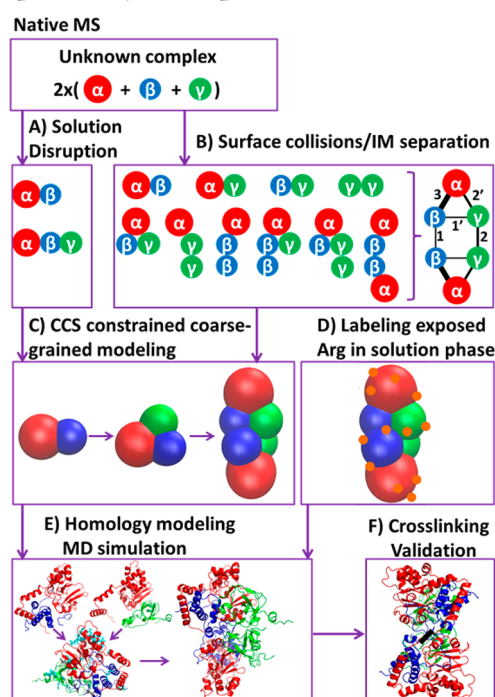 Native MS
Unknown complex
2x( α + β + γ )
A) Solution
Disruption
B) Surface collisions/IM separation
α β
α β γ
α β α γ β γ γ γ
α α α α α α
β γ γ β β γ β γ β
γ β β γ β γ β
α
α
3 2'
β 1' γ
1 2
β γ
α
C) CCS constrained coarse-
grained modeling
D) Labeling exposed
Arg in solution phase
E) Homology modeling
MD simulation
F) Crosslinking
Validation